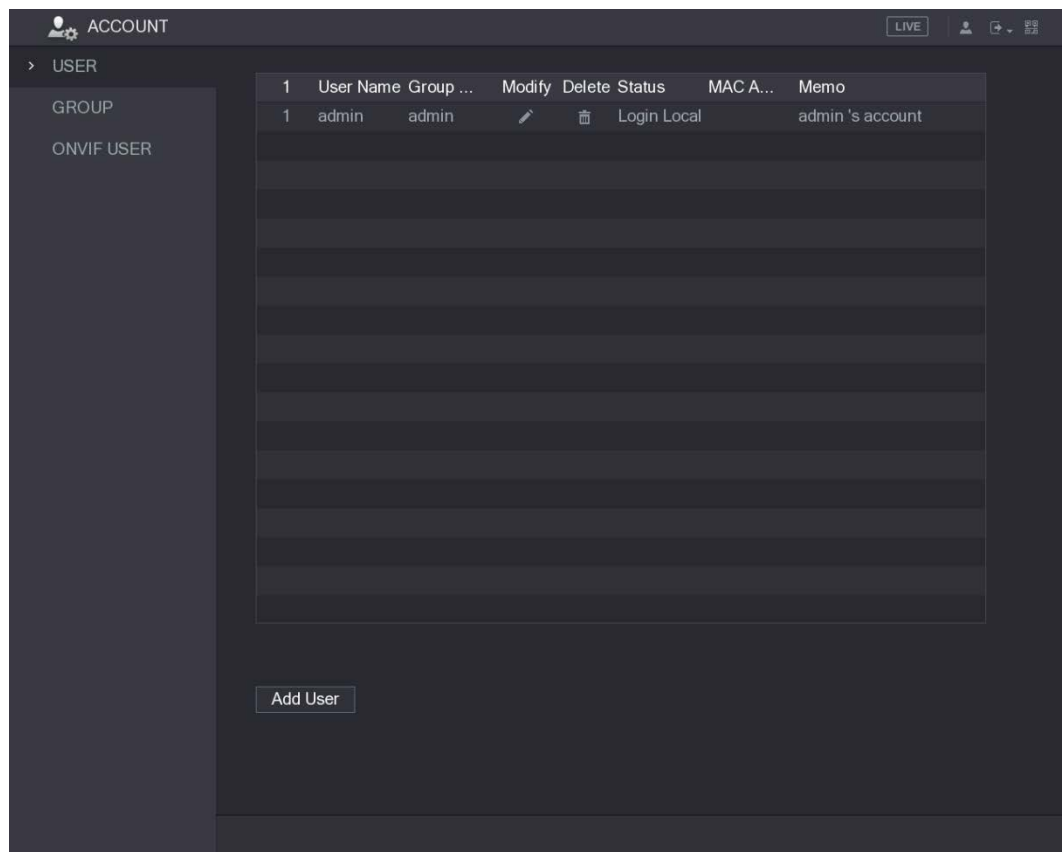 ACCOUNT LIVE
USER
GROUP
ONVIF USER
1 User Name Group ... Modify Delete Status MAC A... Memo
1 admin admin Login Local admin 's account
Add User